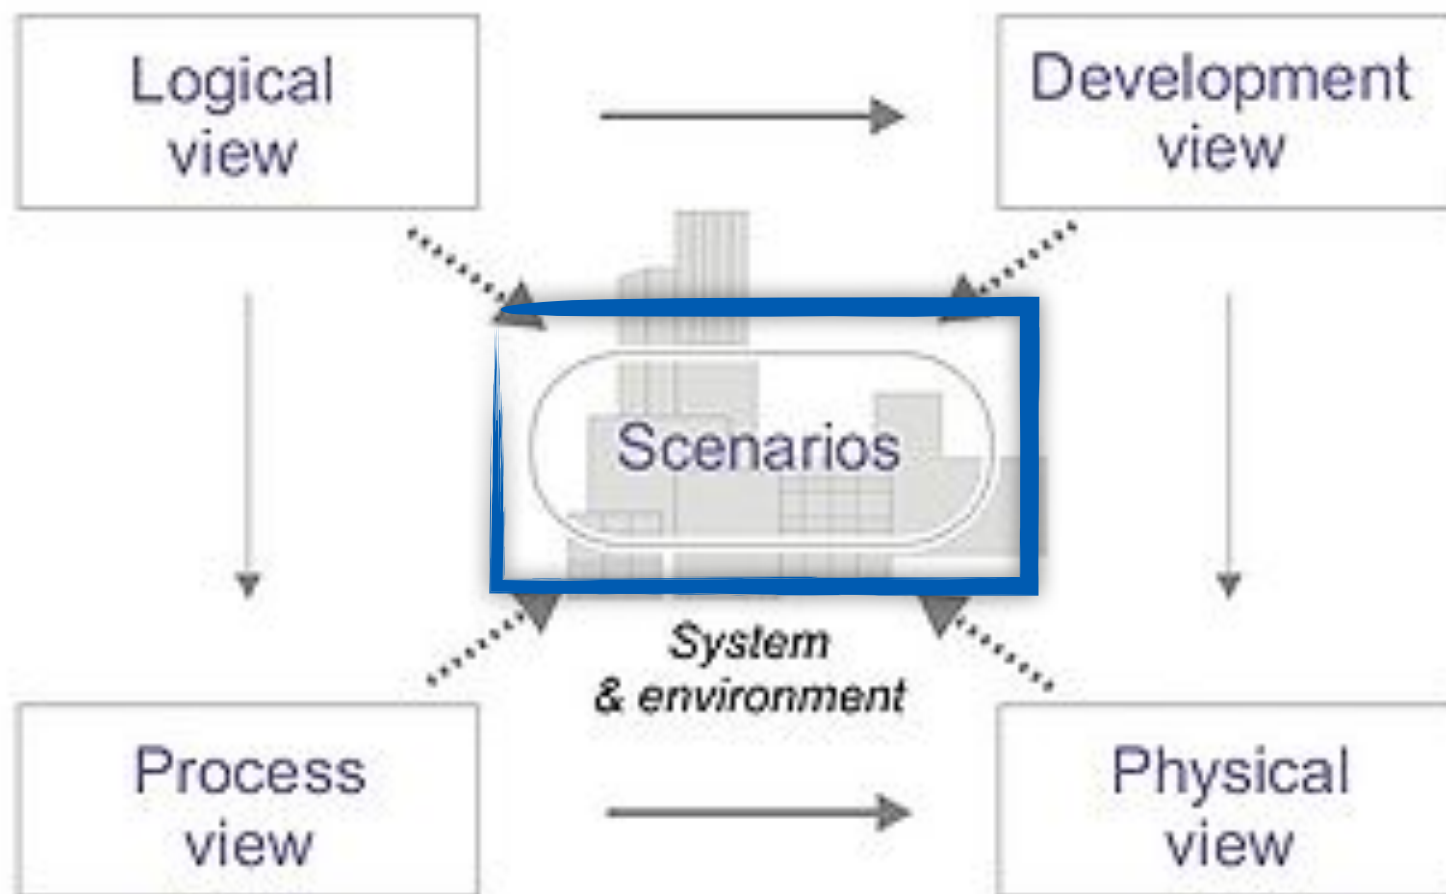 Logical
view
Development
view
Scenarios
System
& environment
Process
view
Physical
view